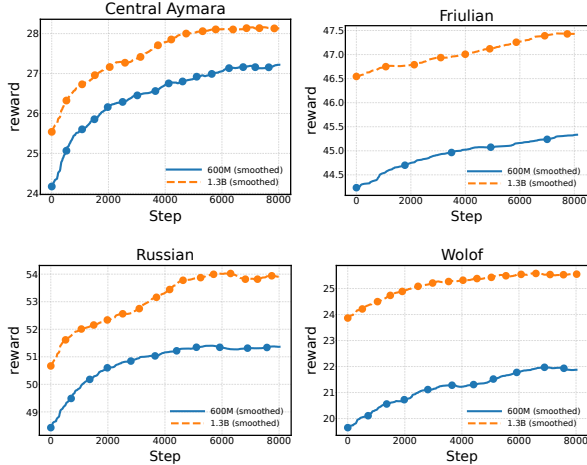 Central Aymara
reward
28
27
26
25
24
0
2000
4000
6000
8000
Step
600M (smoothed)
1.3B (smoothed)
Friulian
reward
47.5
47.0
46.5
46.0
45.5
45.0
44.5
0
2000
4000
6000
8000
Step
600M (smoothed)
1.3B (smoothed)
Russian
reward
54
53
52
51
50
49
48
0
2000
4000
6000
8000
Step
600M (smoothed)
1.3B (smoothed)
Wolof
reward
25
24
23
22
21
20
0
2000
4000
6000
8000
Step
600M (smoothed)
1.3B (smoothed)